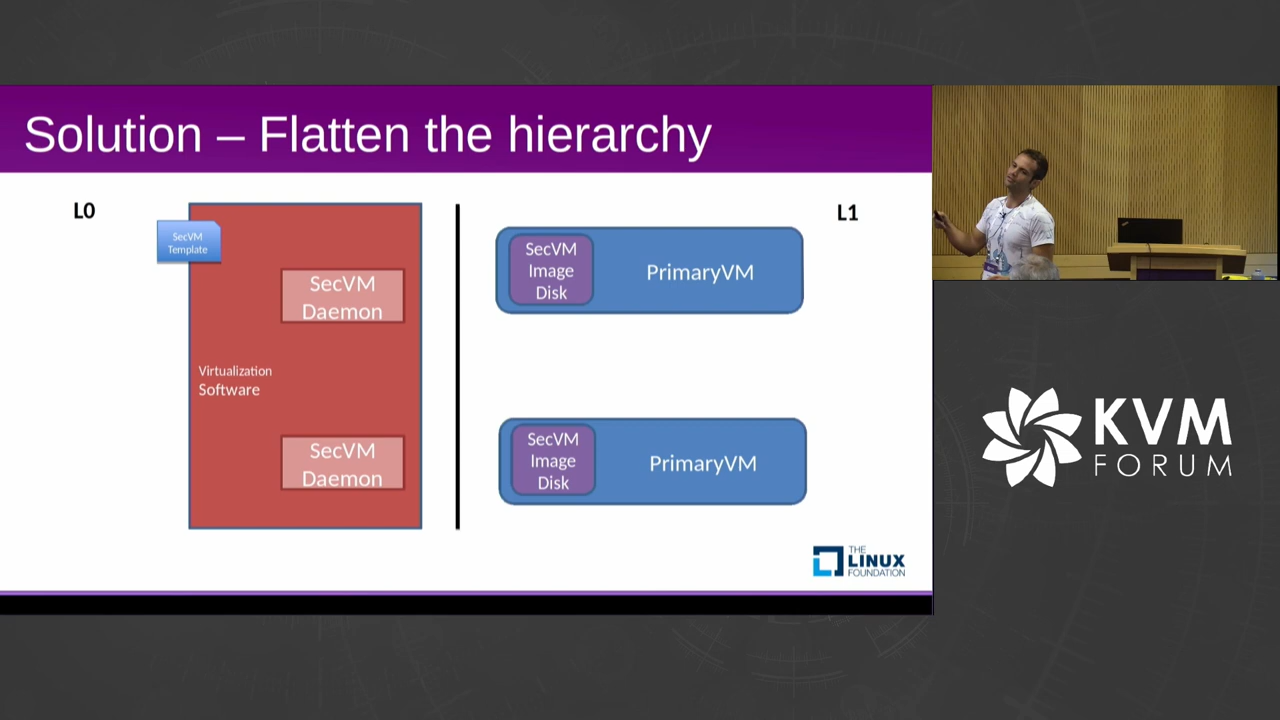 Solution – Flatten the hierarchy
L0
L1
SecVM
Template
SecVM
Daemon
Virtualization
Software
SecVM
Daemon
SecVM
Image
Disk
PrimaryVM
SecVM
Image
Disk
PrimaryVM
THE
LINUX
FOUNDATION
KVM
FORUM